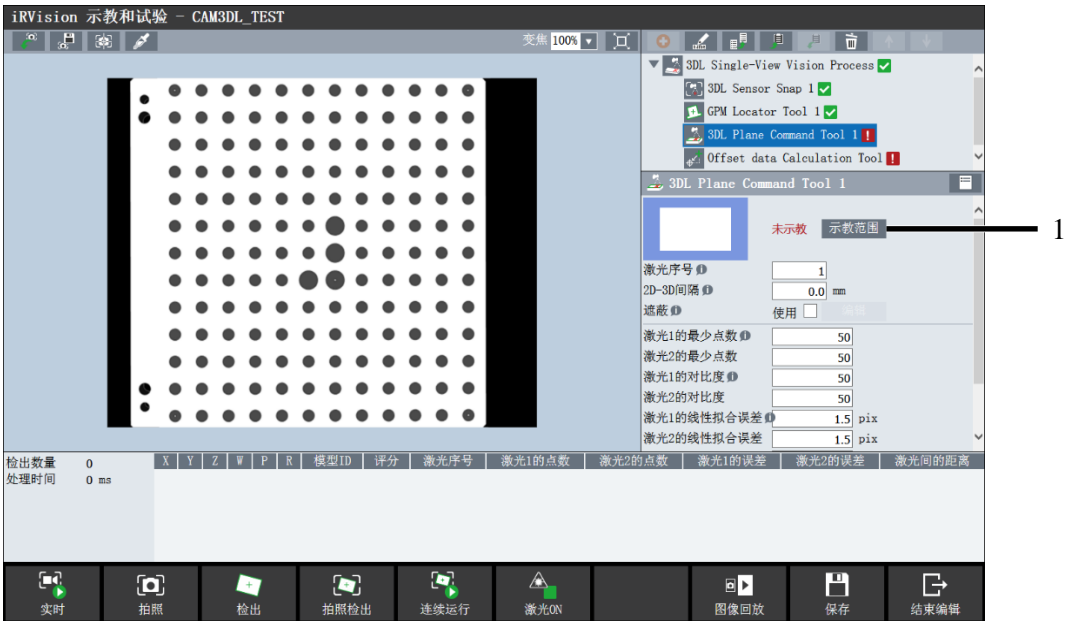 iRVision 示教和试验 - CAM3DL_TEST
变焦 100%
3DL Single-View Vision Process
3DL Sensor Snap 1
GPM Locator Tool 1
3DL Plane Command Tool 1
Offset data Calculation Tool
3DL Plane Command Tool 1
未示教 示教范围 1
激光序号 1
2D-3D间隔 0.0 mm
遮蔽 使用 编辑
激光1的最少点数 50
激光2的最少点数 50
激光1的对比度 50
激光2的对比度 50
激光1的线性拟合误差 1.5 pix
激光2的线性拟合误差 1.5 pix
检出数量 0
处理时间 0 ms
X Y Z W P R 模型ID 评分 激光序号 激光1的点数 激光2的点数 激光1的误差 激光2的误差 激光间的距离
实时 拍照 检出 拍照检出 连续运行 激光ON 图像回放 保存 结束编辑